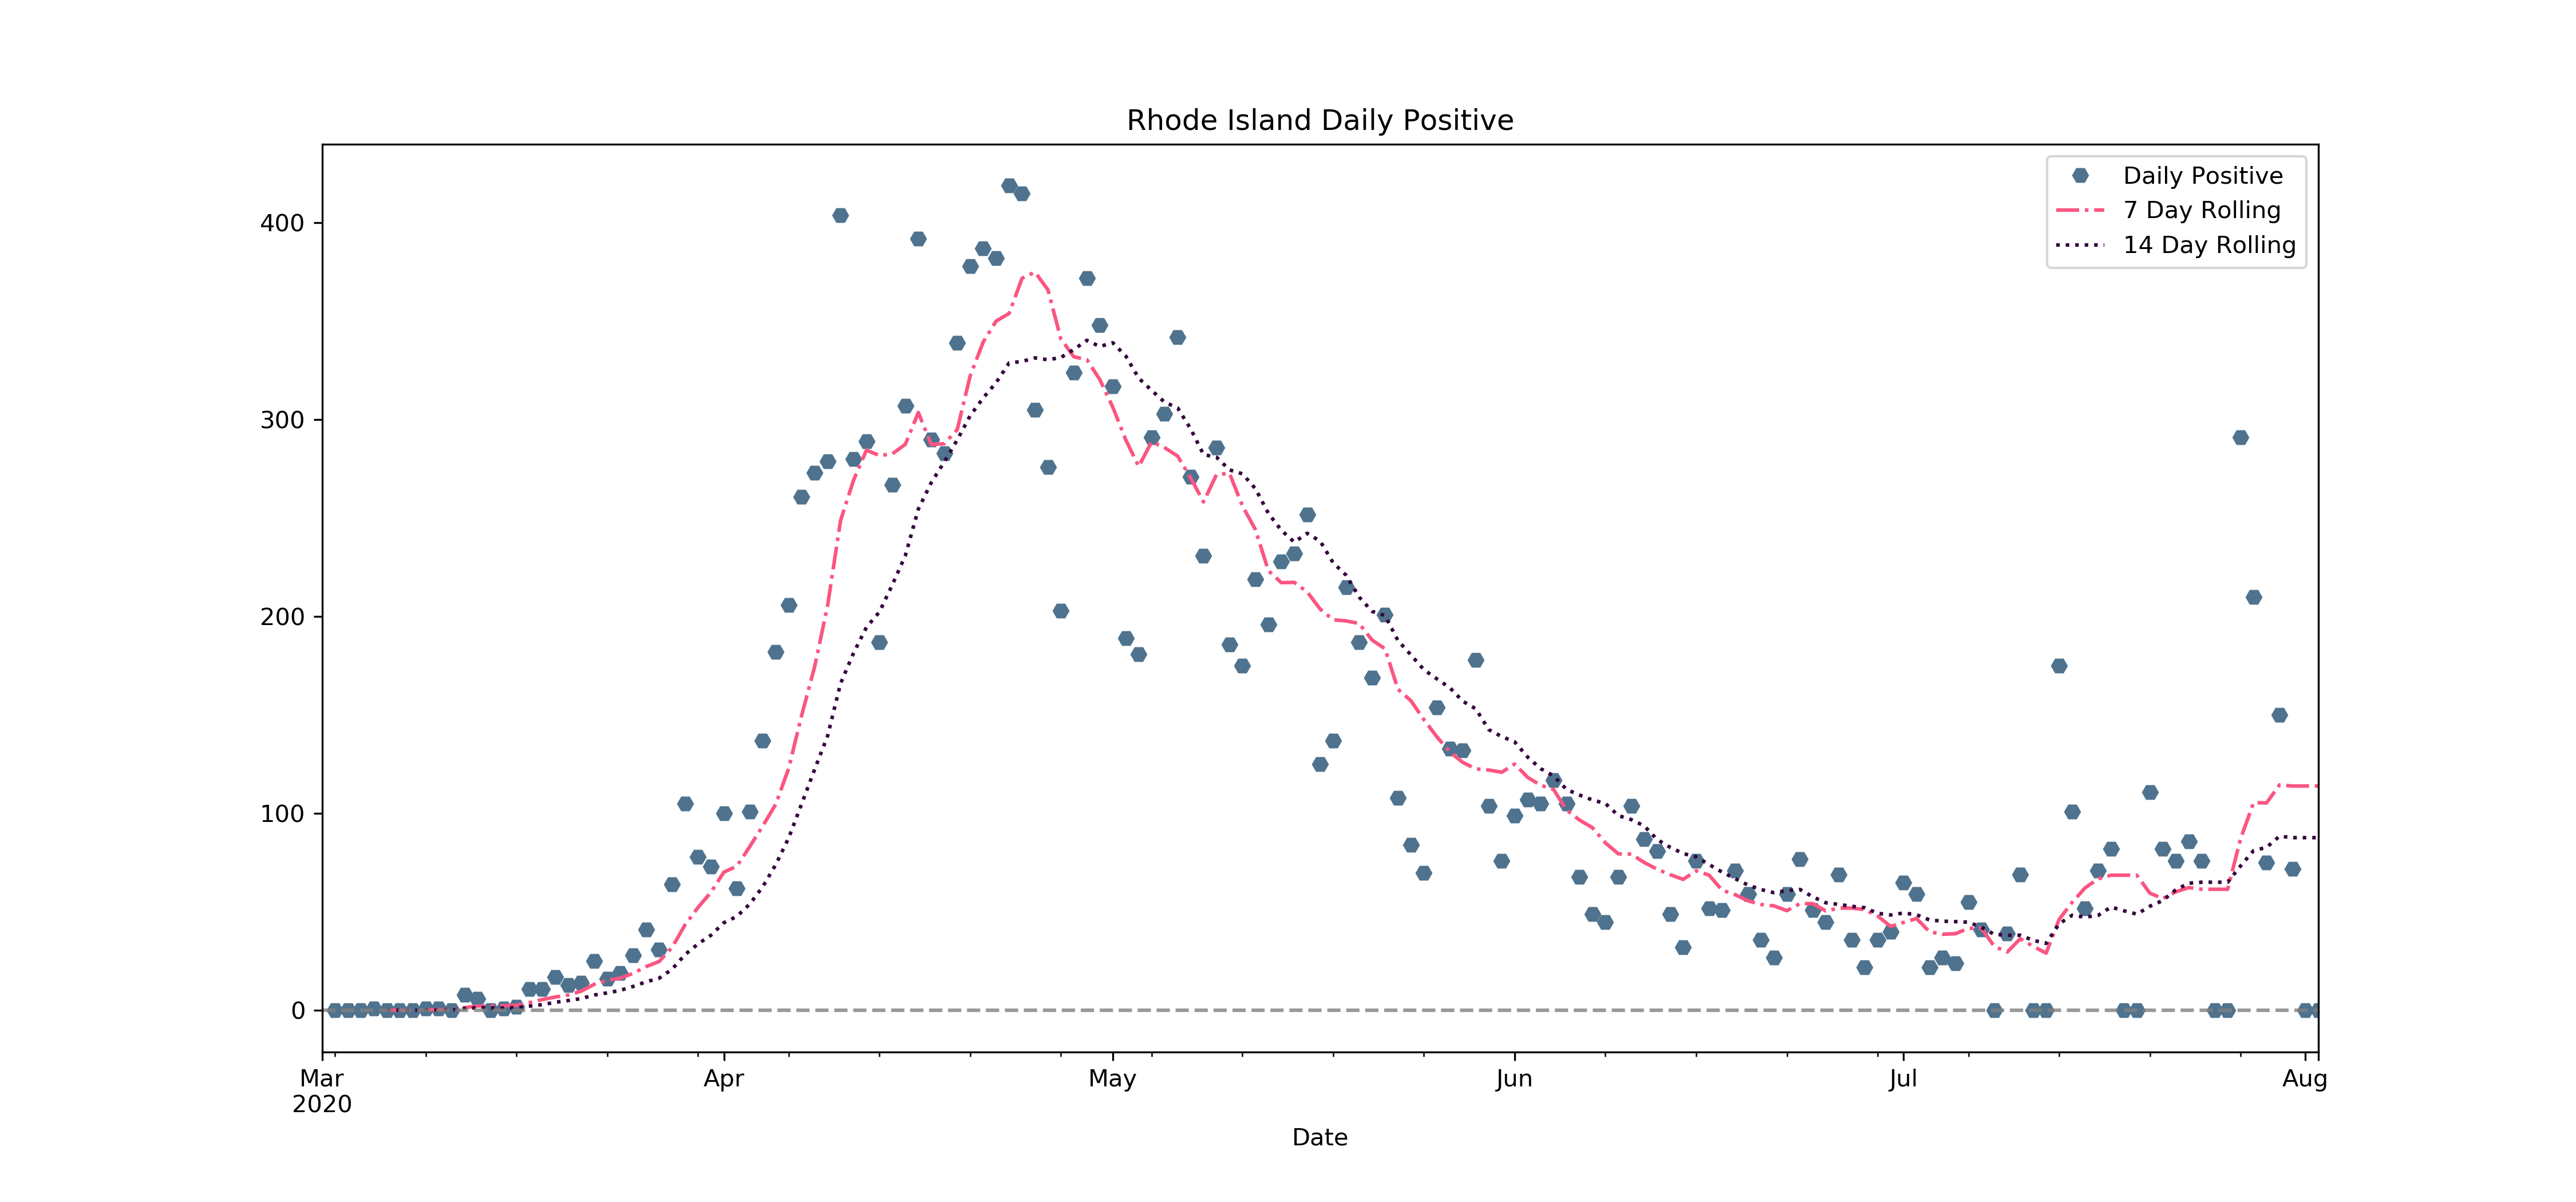 Rhode Island Daily Positive
Daily Positive
7 Day Rolling
14 Day Rolling
400
300
200
100
0
Mar
2020
Apr
May
Jun
Jul
Aug
Date